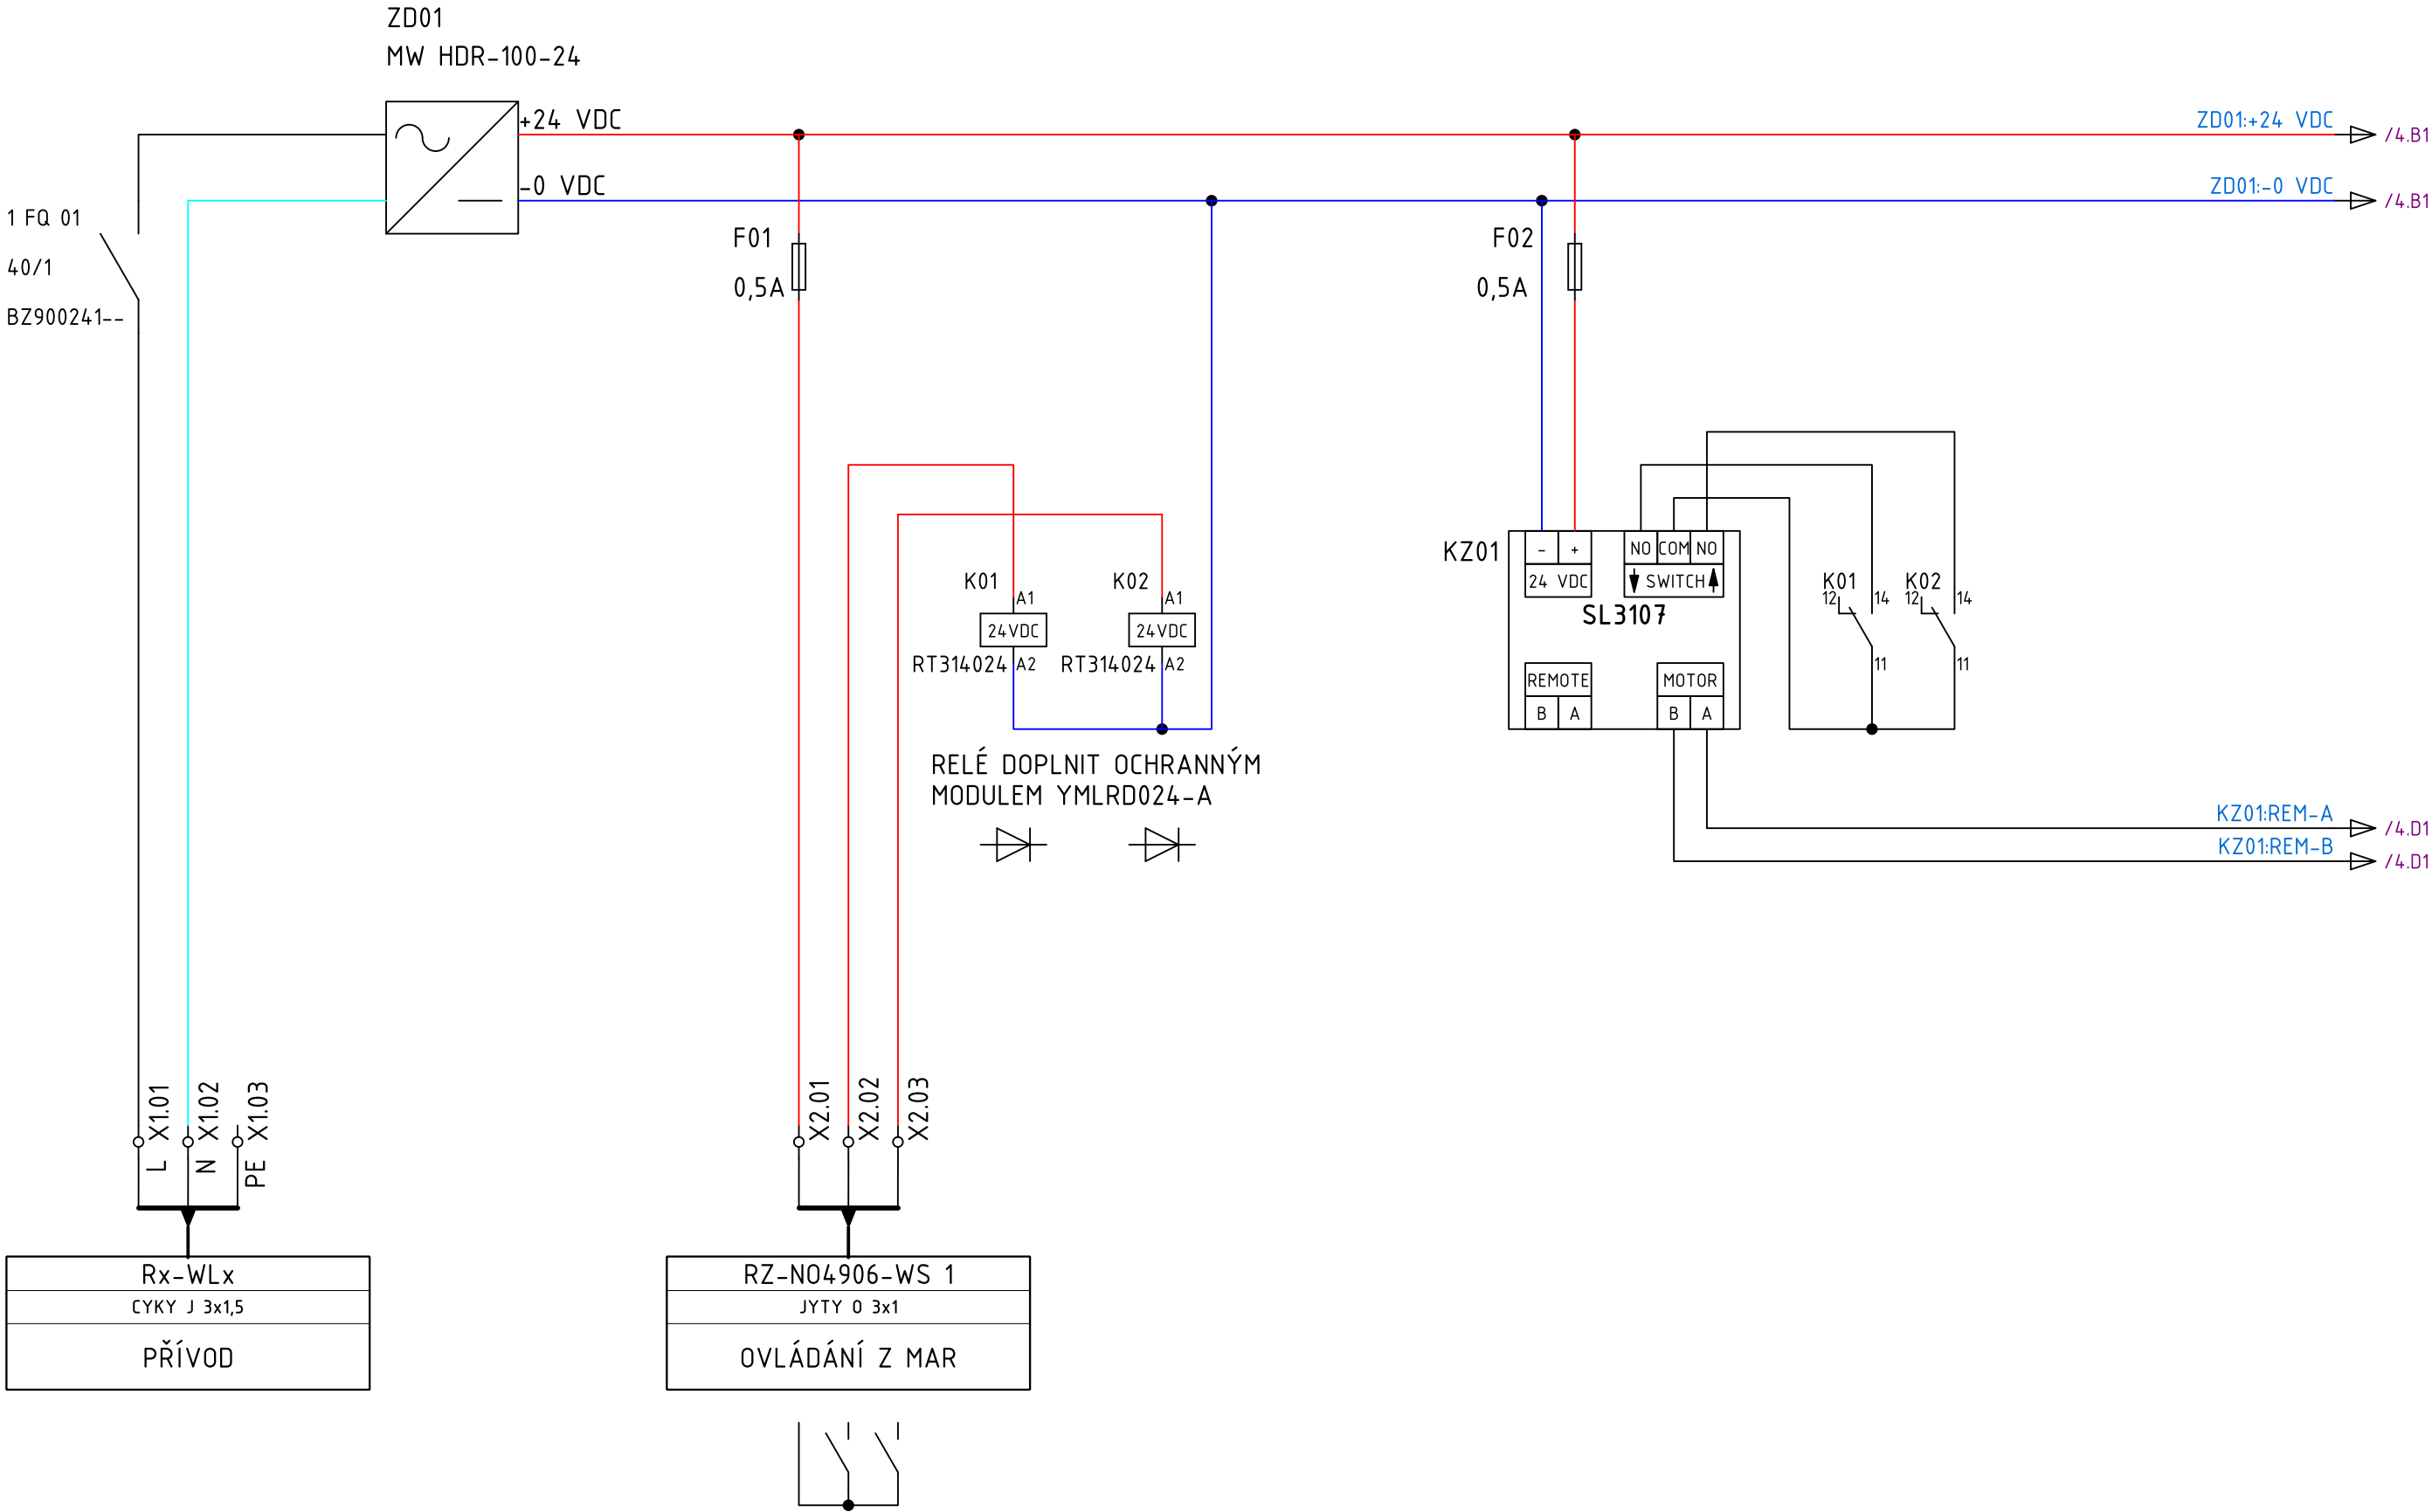 ZD01
MW HDR-100-24
+24 VDC
-0 VDC
ZD01:+24 VDC
/4.B1
ZD01:-0 VDC
/4.B1
1 FQ 01
40/1
BZ900241--
F01
0,5A
F02
0,5A
K01
A1
24VDC
RT314024
A2
K02
A1
24VDC
RT314024
A2
RELÉ DOPLNIT OCHRANNÝM
MODULEM YMLRD024-A
KZ01
- +
24 VDC
NO COM NO
SWITCH
SL3107
REMOTE
B A
MOTOR
B A
K01
12
14
11
K02
12
14
11
KZ01:REM-A
/4.D1
KZ01:REM-B
/4.D1
X1.01
X1.02
X1.03
L
N
PE
X2.01
X2.02
X2.03
Rx-WLx
CYKY J 3x1,5
PŘÍVOD
RZ-NO4906-WS 1
JYTY O 3x1
OVLÁDÁNÍ Z MAR